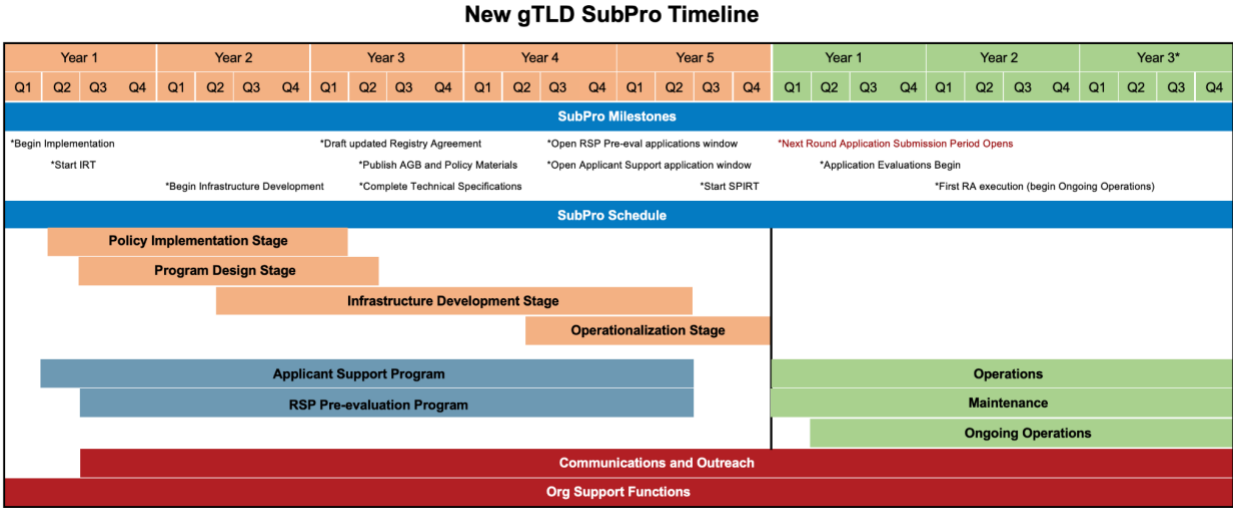 New gTLD SubPro Timeline
Year 1 Year 2 Year 3 Year 4 Year 5 Year 1 Year 2 Year 3*
Q1 Q2 Q3 Q4 Q1 Q2 Q3 Q4 Q1 Q2 Q3 Q4 Q1 Q2 Q3 Q4 Q1 Q2 Q3 Q4 Q1 Q2 Q3 Q4 Q1 Q2 Q3 Q4 Q1 Q2 Q3 Q4
SubPro Milestones
*Begin Implementation *Draft updated Registry Agreement *Open RSP Pre-eval applications window *Next Round Application Submission Period Opens
*Start IRT *Publish AGB and Policy Materials *Open Applicant Support application window *Application Evaluations Begin
*Begin Infrastructure Development *Complete Technical Specifications *Start SPIRT *First RA execution (begin Ongoing Operations)
SubPro Schedule
Policy Implementation Stage
Program Design Stage
Infrastructure Development Stage
Operationalization Stage
Applicant Support Program Operations
RSP Pre-evaluation Program Maintenance
Ongoing Operations
Communications and Outreach
Org Support Functions